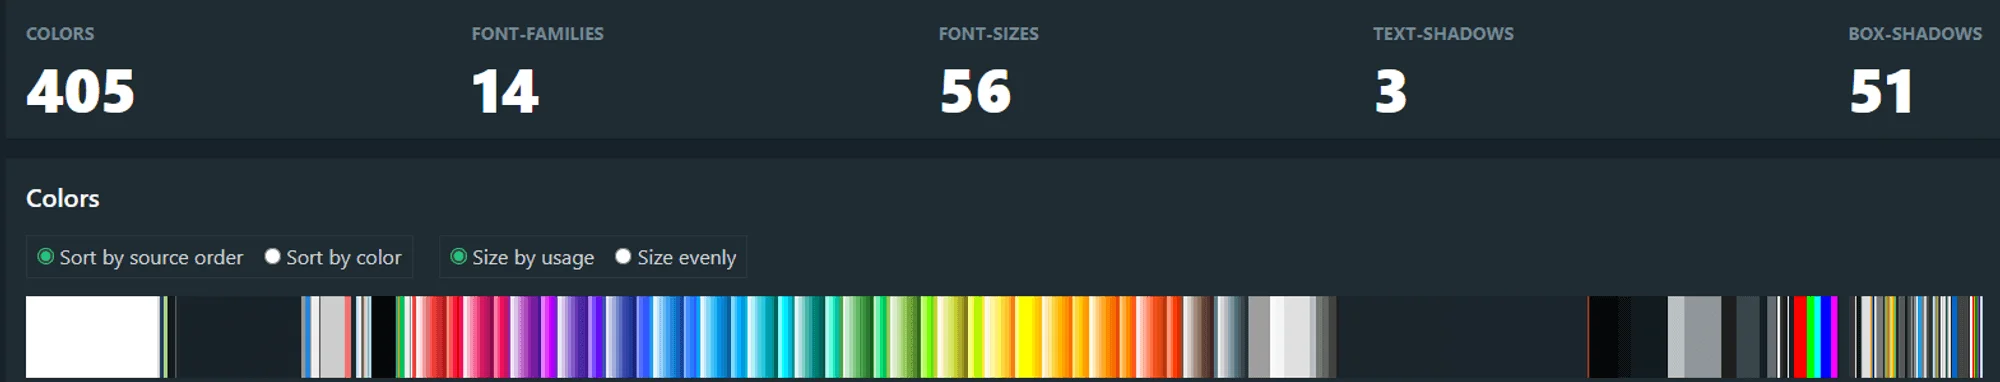 COLORS FONT-FAMILIES FONT-SIZES TEXT-SHADOWS BOX-SHADOWS
405 14 56 3 51
Colors
Sort by source order Sort by color Size by usage Size evenly